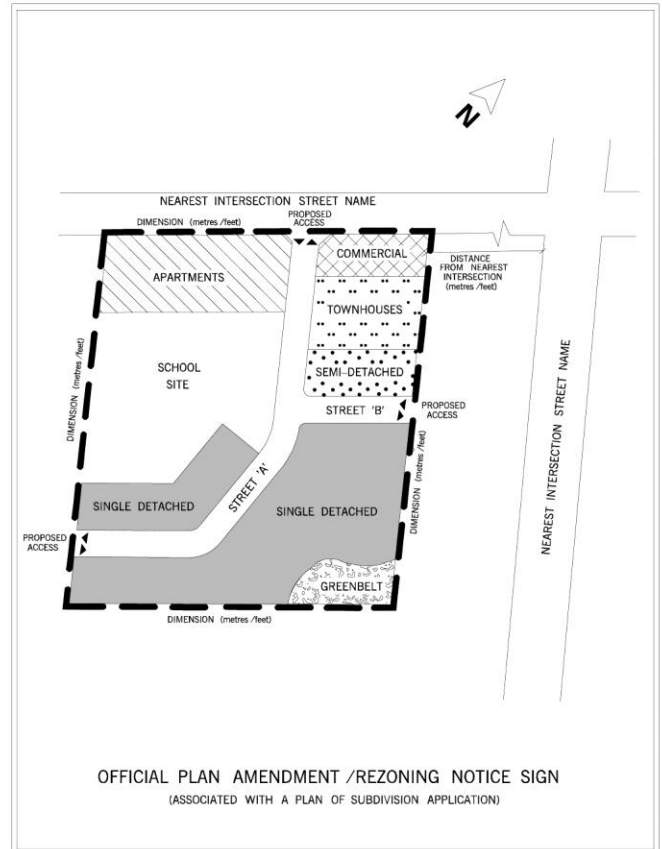 N
NEAREST INTERSECTION STREET NAME
DIMENSION (metres/feet)
PROPOSED
ACCESS
COMMERCIAL
DISTANCE
FROM NEAREST
INTERSECTION
(metres/feet)
APARTMENTS
TOWNHOUSES
SCHOOL
SITE
SEMI-DETACHED
STREET 'B'
PROPOSED
ACCESS
DIMENSION (metres/feet)
NEAREST INTERSECTION STREET NAME
STREET 'A'
SINGLE DETACHED
SINGLE DETACHED
DIMENSION (metres/feet)
PROPOSED
ACCESS
GREENBELT
DIMENSION (metres/feet)
OFFICIAL PLAN AMENDMENT /REZONING NOTICE SIGN
(ASSOCIATED WITH A PLAN OF SUBDIVISION APPLICATION)